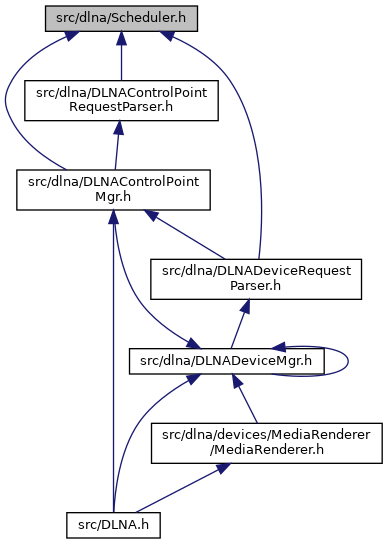 src/dlna/Scheduler.h
src/dlna/DLNAControlPoint
RequestParser.h
src/dlna/DLNAControlPoint
Mgr.h
src/dlna/DLNADeviceRequest
Parser.h
src/dlna/DLNADeviceMgr.h
src/dlna/devices/MediaRenderer
/MediaRenderer.h
src/DLNA.h